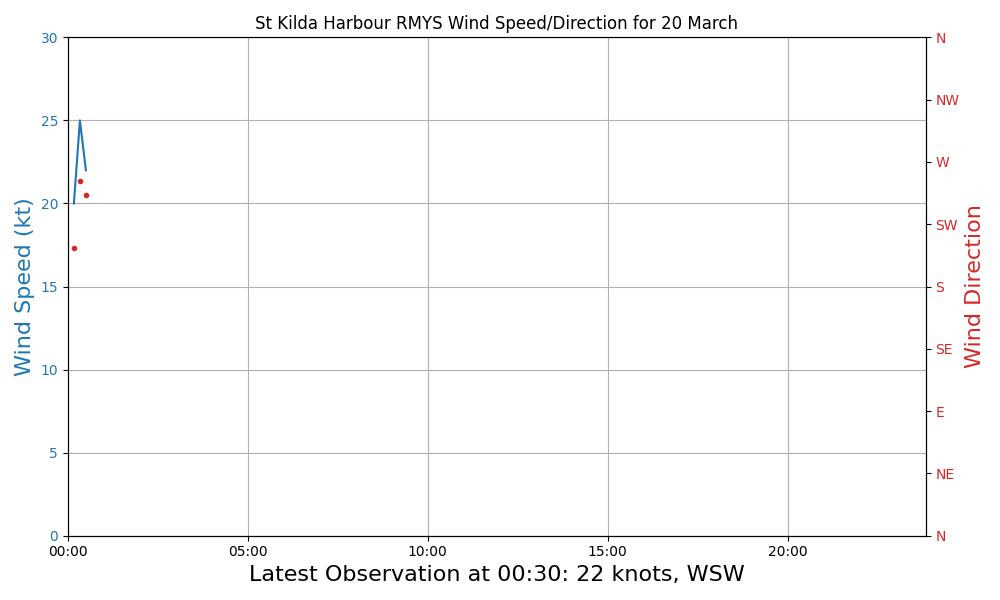 St Kilda Harbour RMYS Wind Speed/Direction for 20 March
30
25
20
15
10
5
0
Wind Speed (kt)
N
NW
W
SW
S
SE
E
NE
N
Wind Direction
00:00
05:00
10:00
15:00
20:00
Latest Observation at 00:30: 22 knots, WSW